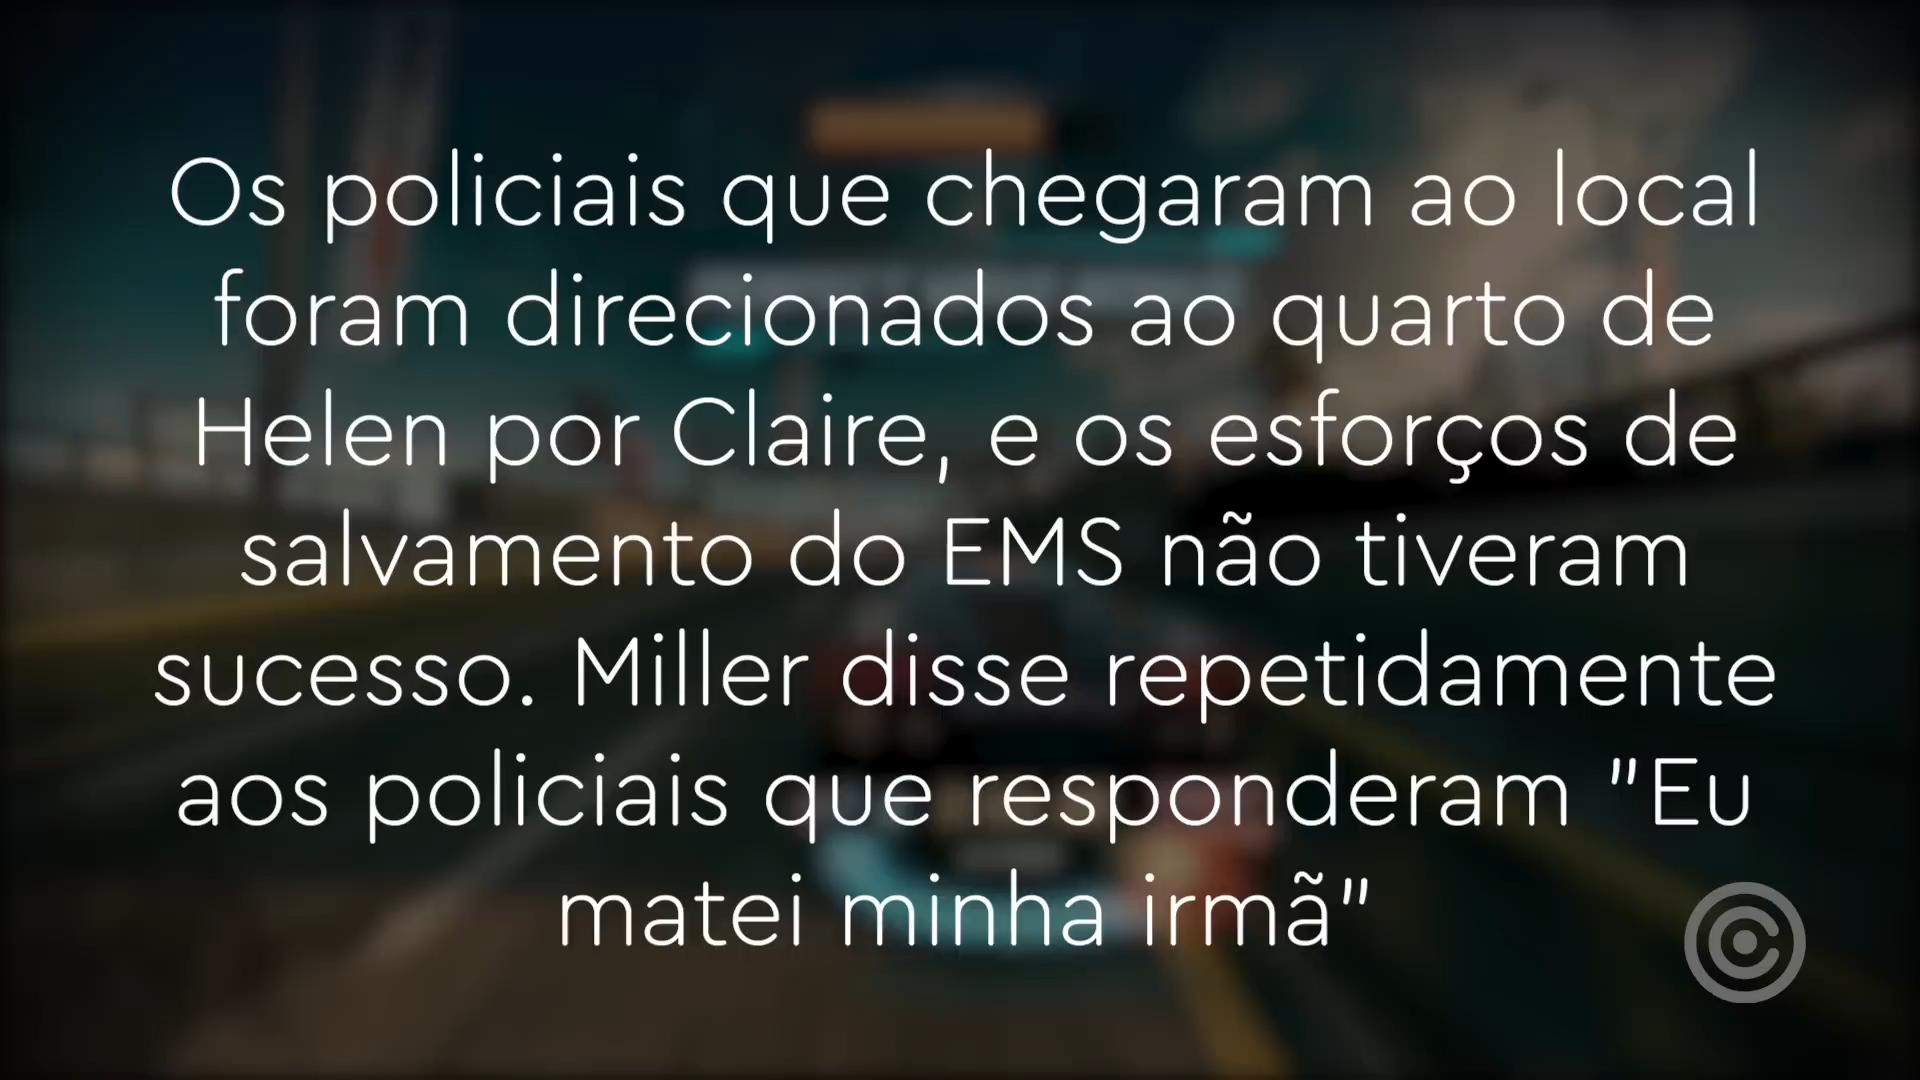 Os policiais que chegaram ao local
foram direcionados ao quarto de
Helen por Claire, e os esforços de
salvamento do EMS não tiveram
sucesso. Miller disse repetidamente
aos policiais que responderam "Eu
matei minha irmã"